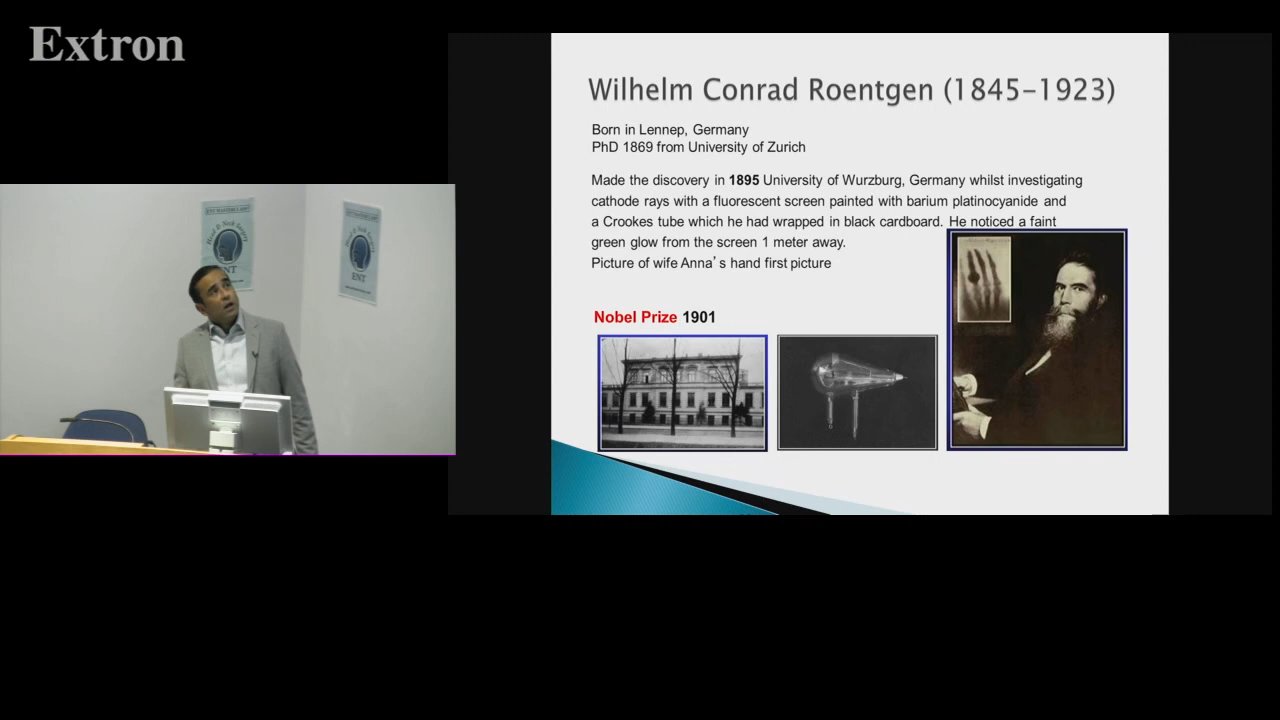 Extron
Wilhelm Conrad Roentgen (1845-1923)
Born in Lennep, Germany
PhD 1869 from University of Zurich
Made the discovery in 1895 University of Wurzburg, Germany whilst investigating
cathode rays with a fluorescent screen painted with barium platinocyanide and
a Crookes tube which he had wrapped in black cardboard. He noticed a faint
green glow from the screen 1 meter away.
Picture of wife Anna's hand first picture
Nobel Prize 1901
ENT
ENT